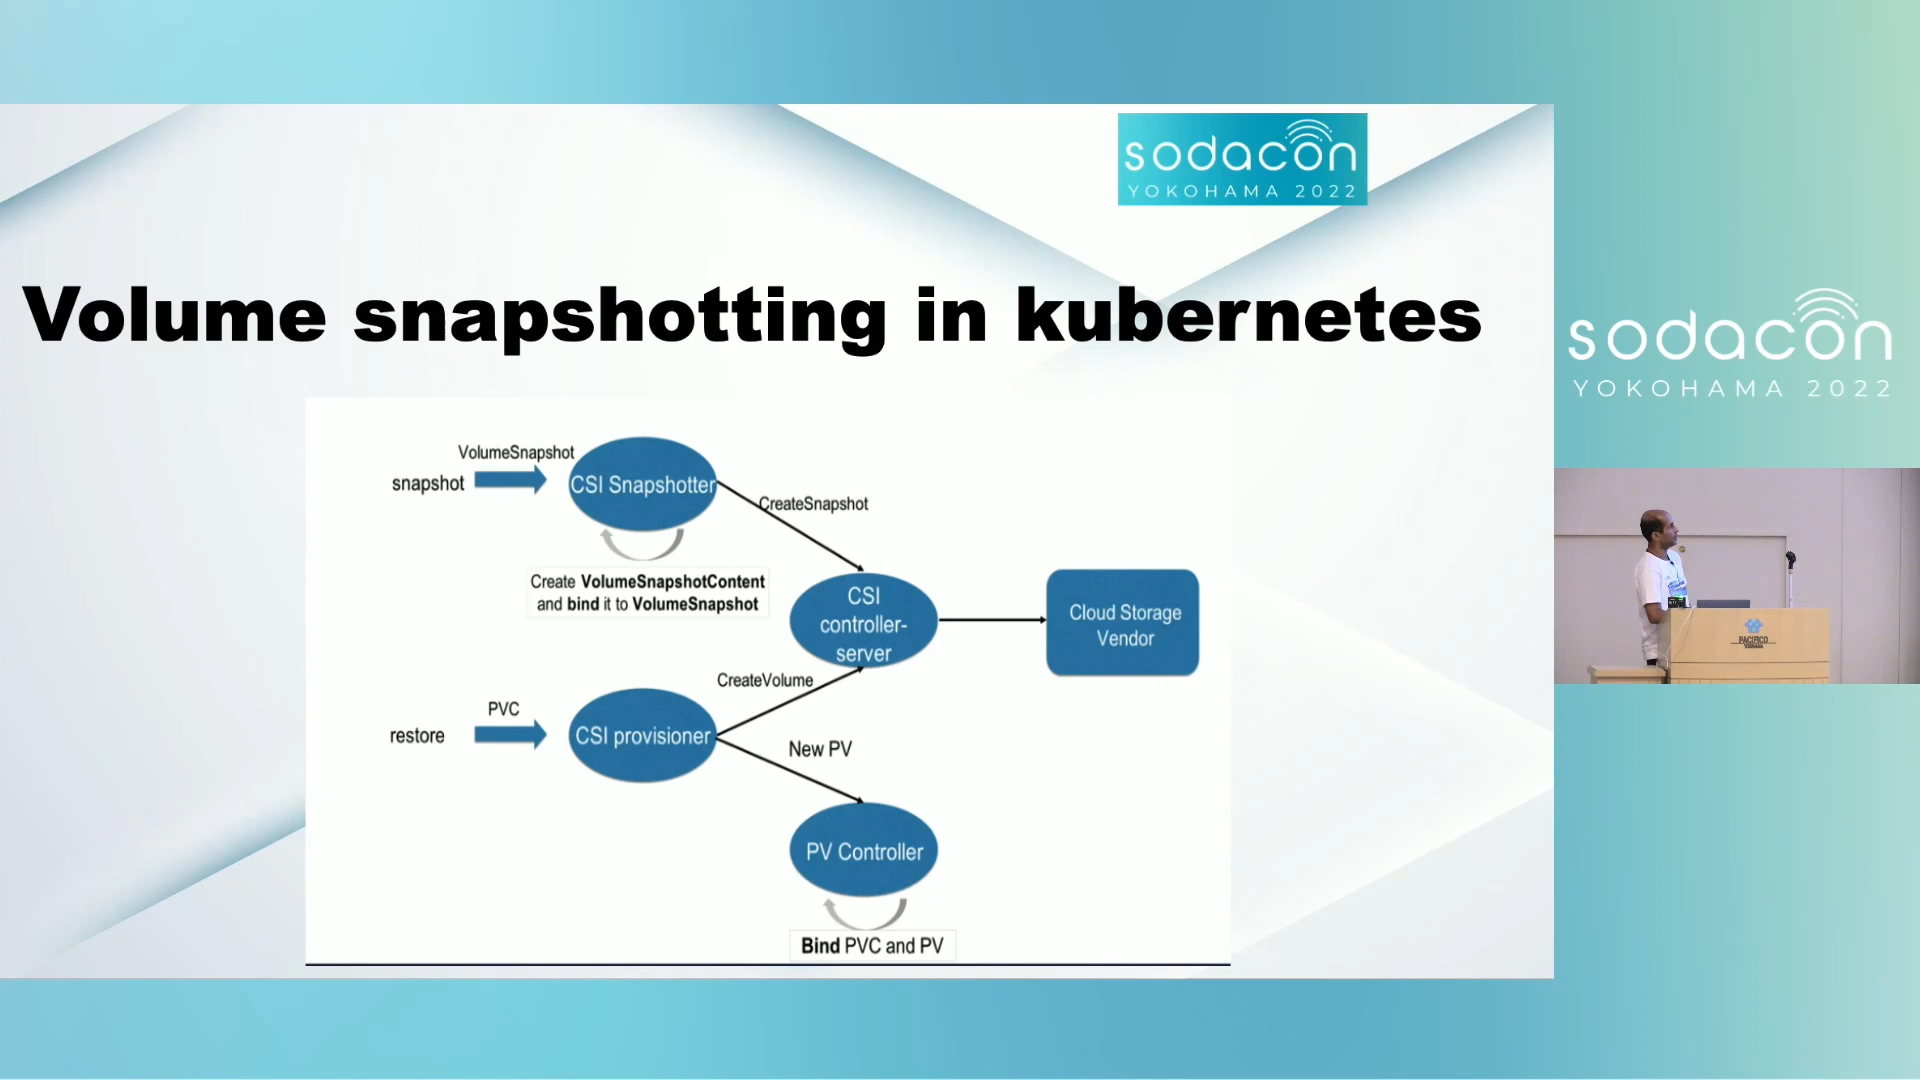 sodacon
YOKOHAMA 2022
Volume snapshotting in kubernetes
VolumeSnapshot
snapshot
CSI Snapshotter
CreateSnapshot
Create VolumeSnapshotContent
and bind it to VolumeSnapshot
CSI
controller-
server
Cloud Storage
Vendor
CreateVolume
PVC
restore
CSI provisioner
New PV
PV Controller
Bind PVC and PV
sodacon
YOKOHAMA 2022
PACIFICO
YOKOHAMA